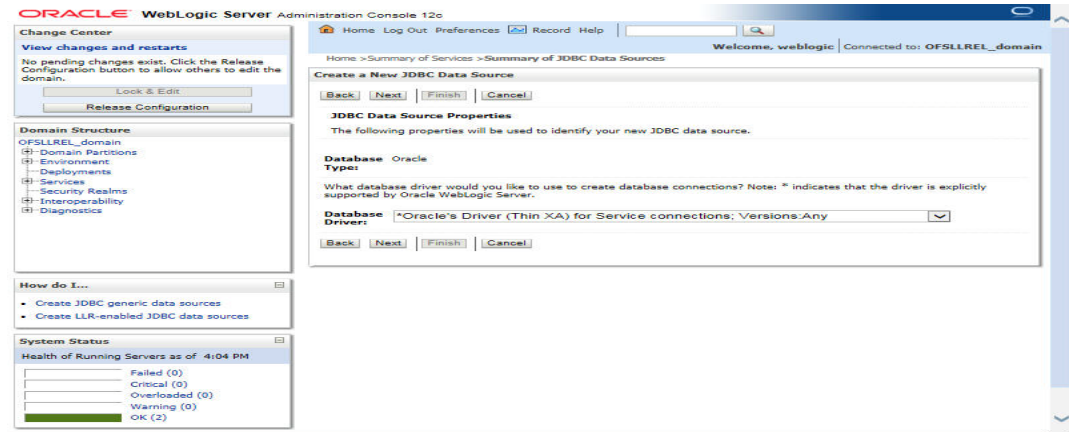 ORACLE WebLogic Server Administration Console 12c
Change Center
View changes and restarts
No pending changes exist. Click the Release
Configuration button to allow others to edit the
domain.
Lock & Edit
Release Configuration
Domain Structure
OFSLLREL_domain
Domain Partitions
Environment
Deployments
Services
Security Realms
Interoperability
Diagnostics
How do I...
Create JDBC generic data sources
Create LLR-enabled JDBC data sources
System Status
Health of Running Servers as of 4:04 PM
Failed (0)
Critical (0)
Overloaded (0)
Warning (0)
OK (2)
Home Log Out Preferences Record Help
Welcome, weblogic Connected to: OFSLLREL_domain
Home >Summary of Services >Summary of JDBC Data Sources
Create a New JDBC Data Source
Back Next Finish Cancel
JDBC Data Source Properties
The following properties will be used to identify your new JDBC data source.
Database Oracle
Type:
What database driver would you like to use to create database connections? Note: * indicates that the driver is explicitly
supported by Oracle WebLogic Server.
Database *Oracle's Driver (Thin XA) for Service connections; Versions:Any
Driver:
Back Next Finish Cancel